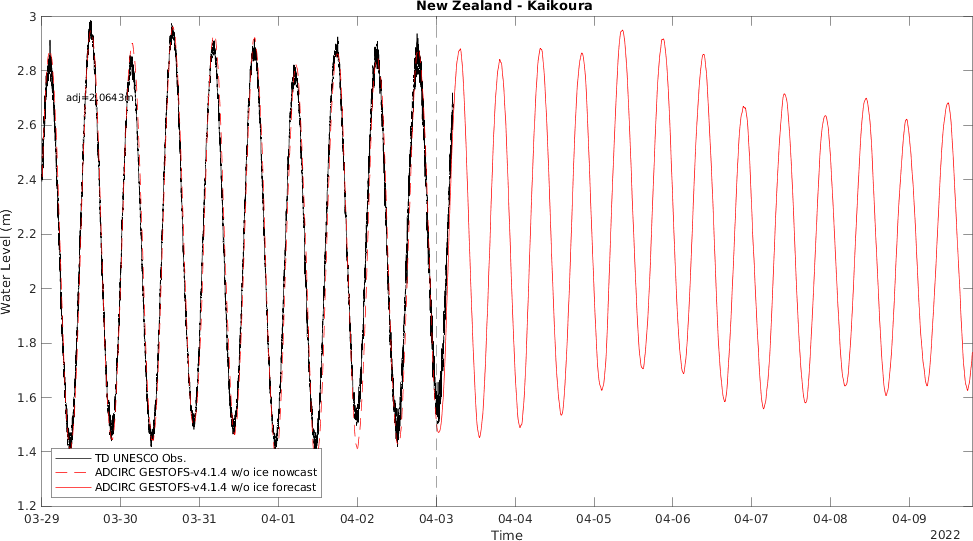 New Zealand - Kaikoura
3
2.8
2.6
2.4
2.2
2
1.8
1.6
1.4
1.2
Water Level (m)
adj=2.0643m
TD UNESCO Obs.
ADCIRC GESTOFS-v4.1.4 w/o ice nowcast
ADCIRC GESTOFS-v4.1.4 w/o ice forecast
03-29 03-30 03-31 04-01 04-02 04-03 04-04 04-05 04-06 04-07 04-08 04-09
Time
2022